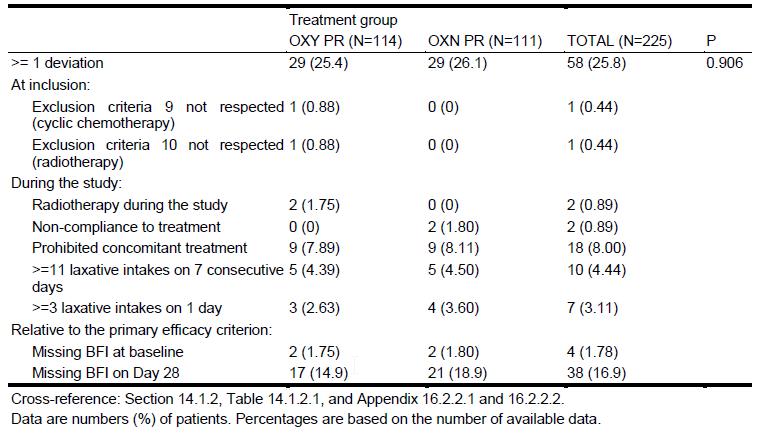 Treatment group
OXY PR (N=114) OXN PR (N=111) TOTAL (N=225) P
>= 1 deviation 29 (25.4) 29 (26.1) 58 (25.8) 0.906
At inclusion:
Exclusion criteria 9 not respected 1 (0.88) 0 (0) 1 (0.44)
(cyclic chemotherapy)
Exclusion criteria 10 not respected 1 (0.88) 0 (0) 1 (0.44)
(radiotherapy)
During the study:
Radiotherapy during the study 2 (1.75) 0 (0) 2 (0.89)
Non-compliance to treatment 0 (0) 2 (1.80) 2 (0.89)
Prohibited concomitant treatment 9 (7.89) 9 (8.11) 18 (8.00)
>=11 laxative intakes on 7 consecutive 5 (4.39) 5 (4.50) 10 (4.44)
days
>=3 laxative intakes on 1 day 3 (2.63) 4 (3.60) 7 (3.11)
Relative to the primary efficacy criterion:
Missing BFI at baseline 2 (1.75) 2 (1.80) 4 (1.78)
Missing BFI on Day 28 17 (14.9) 21 (18.9) 38 (16.9)
Cross-reference: Section 14.1.2, Table 14.1.2.1, and Appendix 16.2.2.1 and 16.2.2.2.
Data are numbers (%) of patients. Percentages are based on the number of available data.